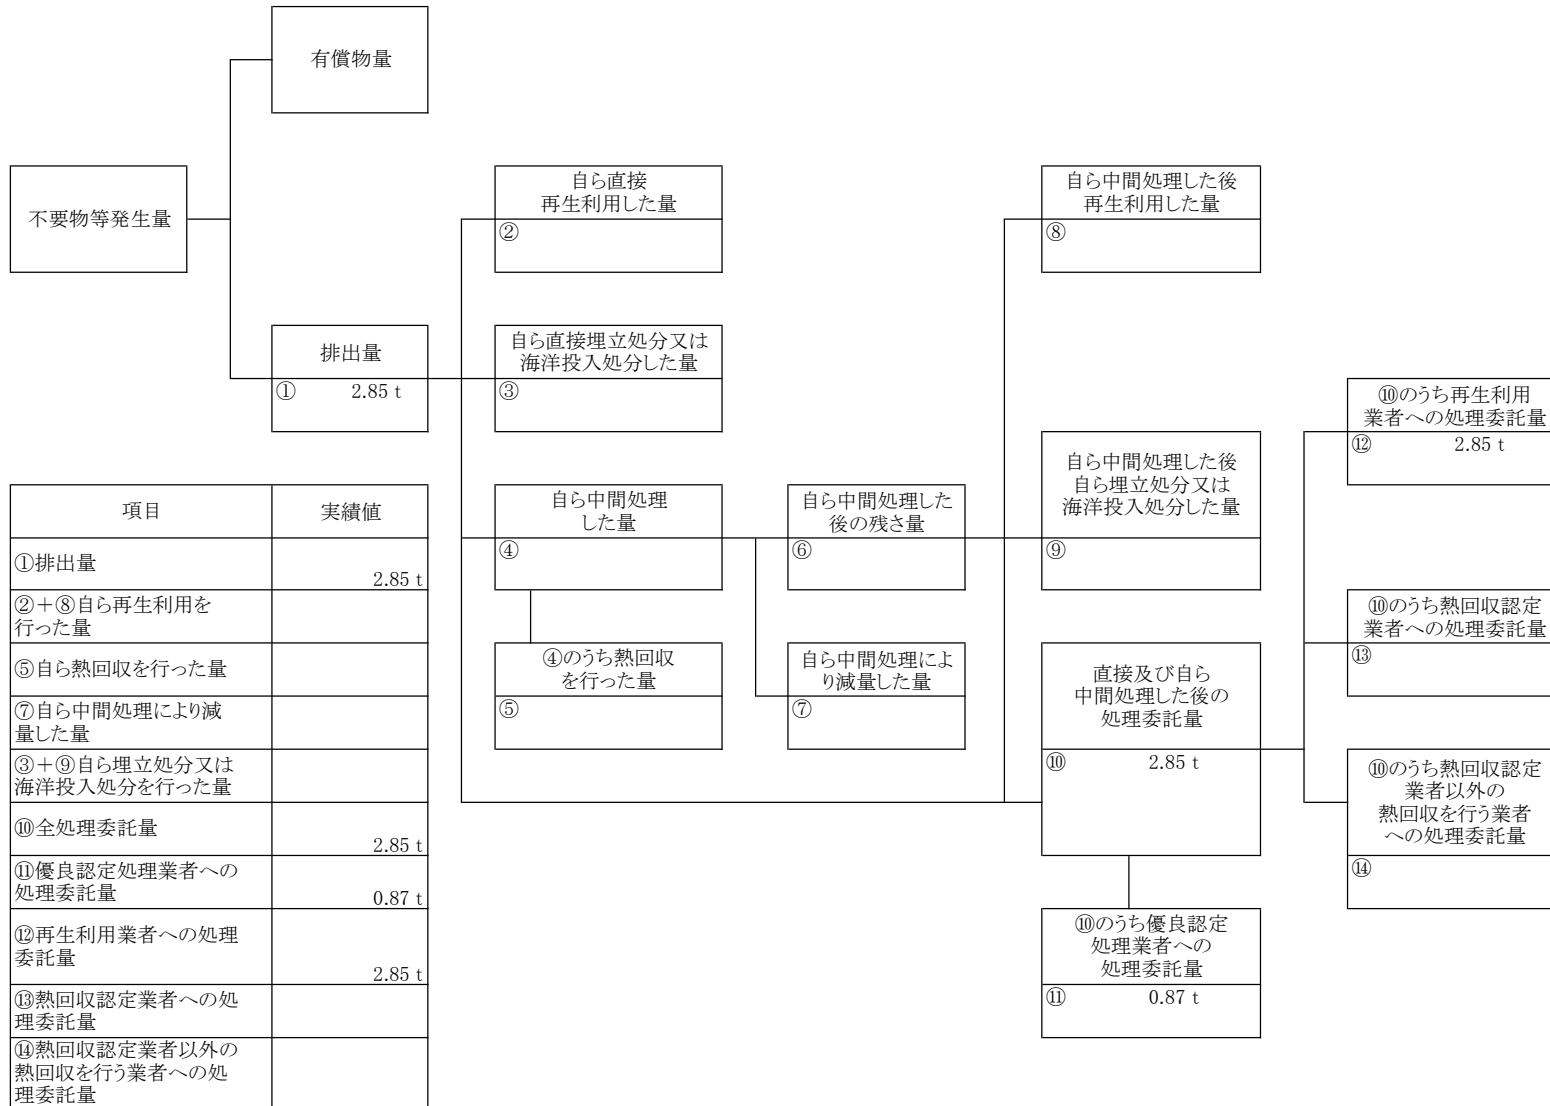 有償物量
不要物等発生量
排出量
① 2.85 t
自ら直接
再生利用した量
②
自ら直接埋立処分又は
海洋投入処分した量
③
自ら中間処理
した量
④
④のうち熱回収
を行った量
⑤
自ら中間処理した
後の残さ量
⑥
自ら中間処理によ
り減量した量
⑦
自ら中間処理した後
再生利用した量
⑧
自ら中間処理した後
自ら埋立処分又は
海洋投入処分した量
⑨
直接及び自ら
中間処理した後の
処理委託量
⑩ 2.85 t
⑩のうち優良認定
処理業者への
処理委託量
⑪ 0.87 t
⑩のうち再生利用
業者への処理委託量
⑫ 2.85 t
⑩のうち熱回収認定
業者への処理委託量
⑬
⑩のうち熱回収認定
業者以外の
熱回収を行う業者
への処理委託量
⑭
項目 実績値
①排出量
2.85 t
②＋⑧自ら再生利用を
行った量
⑤自ら熱回収を行った量
⑦自ら中間処理により減
量した量
③＋⑨自ら埋立処分又は
海洋投入処分を行った量
⑩全処理委託量
2.85 t
⑪優良認定処理業者への
処理委託量 0.87 t
⑫再生利用業者への処理
委託量
2.85 t
⑬熱回収認定業者への処
理委託量
⑭熱回収認定業者以外の
熱回収を行う業者への処
理委託量